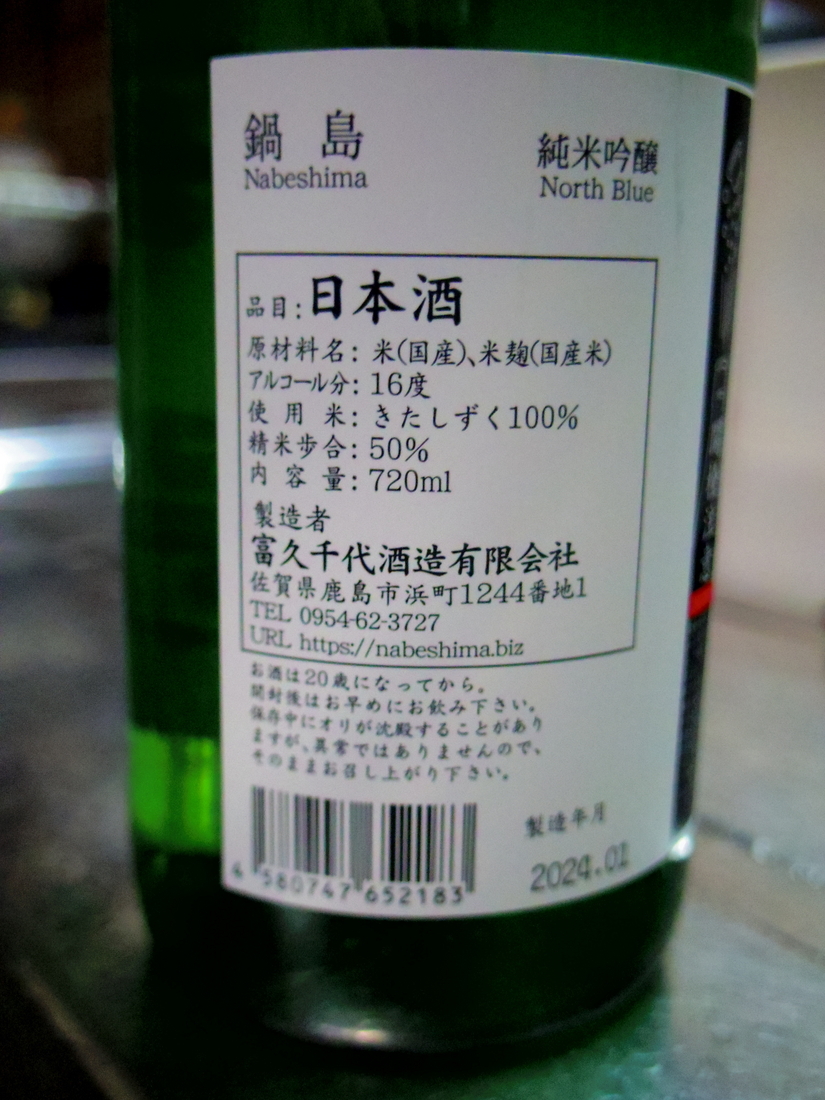 鍋島
Nabeshima
純米吟醸
North Blue
品目:日本酒
原材料名:米(国産)、米麹(国産米)
アルコール分:16度
使用米:きたしずく100%
精米歩合:50%
内容量:720ml
製造者
富久千代酒造有限会社
佐賀県鹿島市浜町1244番地1
TEL 0954-62-3727
URL https://nabeshima.biz
お酒は20歳になってから。
開封後はお早めにお飲み下さい。
保存中にオリが沈殿することがあり
ますが、異常ではありませんので、
そのままお召し上がり下さい。
4 580747 652183
製造年月
2024.01